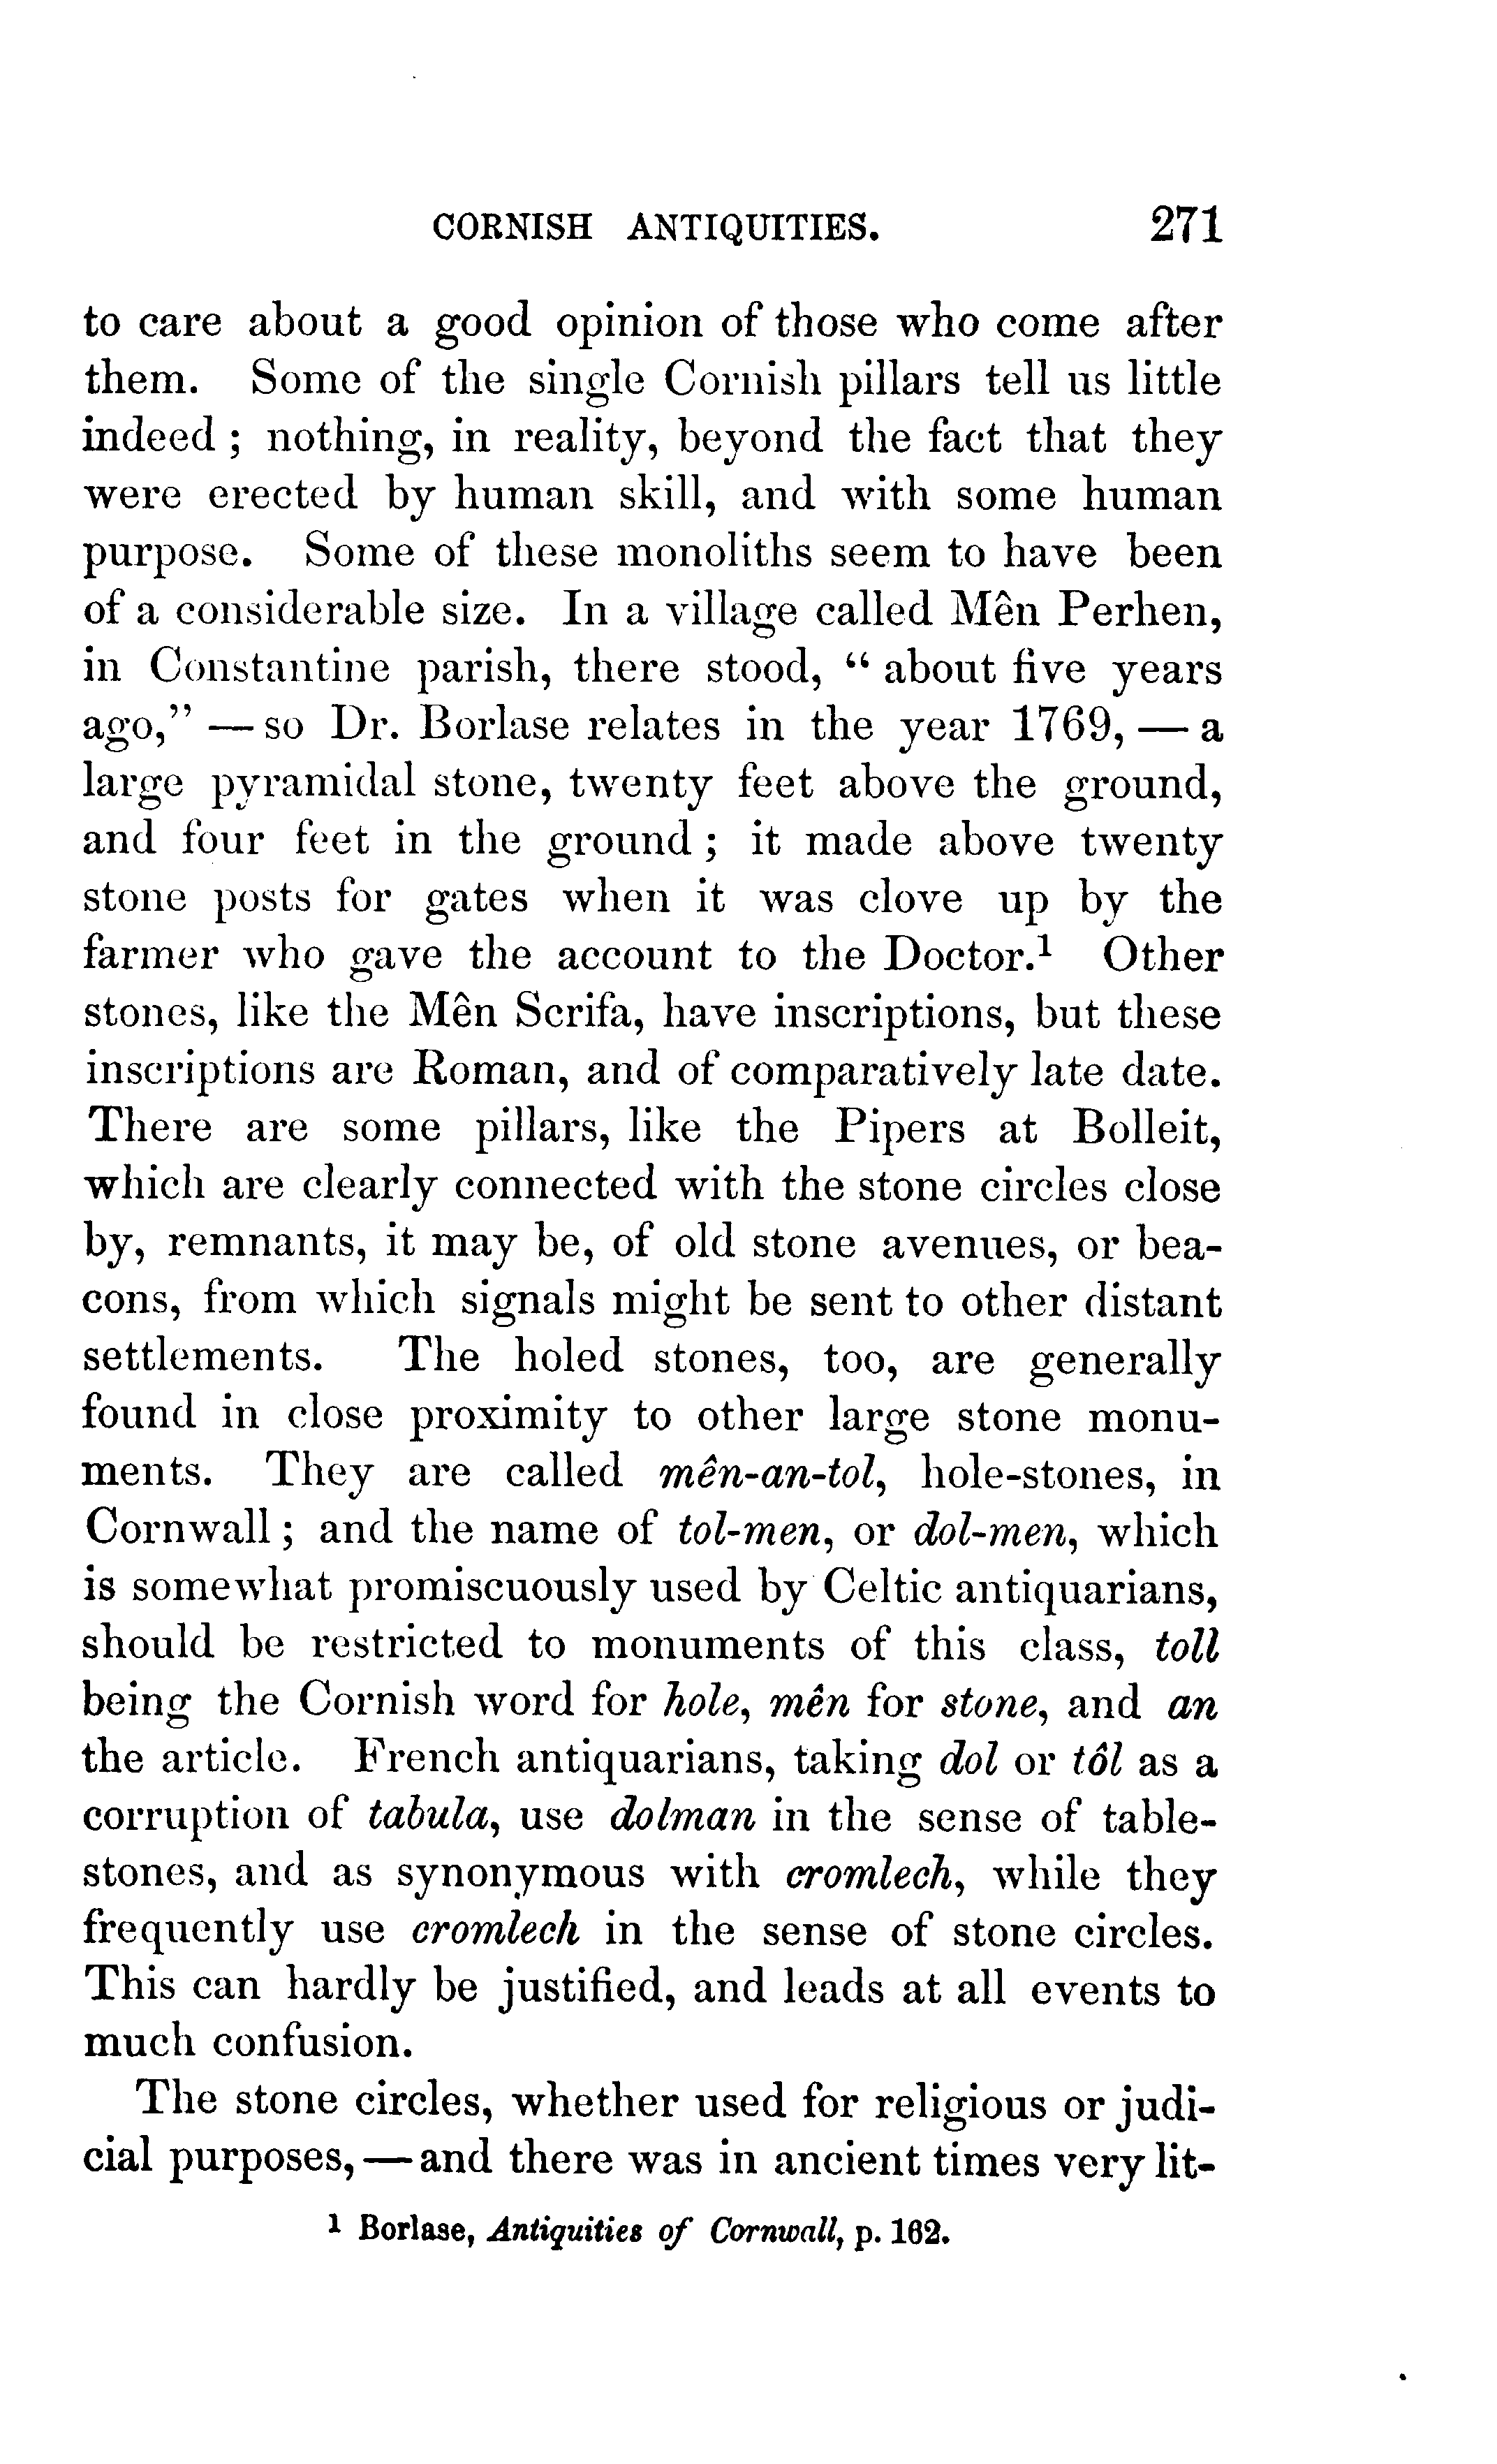 CORNISH ANTIQUITIES. 271
to care about a good opinion of those who come after
them. Some of the single Cornish pillars tell us little
indeed ; nothing, in reality, beyond the fact that they
were erected by human skill, and with some human
purpose. Some of these monoliths seem to have been
of a considerable size. In a village called Mên Perhen,
in Constantine parish, there stood, “ about five years
ago,” — so Dr. Borlase relates in the year 1769, — a
large pyramidal stone, twenty feet above the ground,
and four feet in the ground ; it made above twenty
stone posts for gates when it was clove up by the
farmer who gave the account to the Doctor.¹ Other
stones, like the Mên Scrifa, have inscriptions, but these
inscriptions are Roman, and of comparatively late date.
There are some pillars, like the Pipers at Bolleit,
which are clearly connected with the stone circles close
by, remnants, it may be, of old stone avenues, or bea-
cons, from which signals might be sent to other distant
settlements. The holed stones, too, are generally
found in close proximity to other large stone monu-
ments. They are called mên-an-tol, hole-stones, in
Cornwall ; and the name of tol-men, or dol-men, which
is somewhat promiscuously used by Celtic antiquarians,
should be restricted to monuments of this class, toll
being the Cornish word for hole, mên for stone, and an
the article. French antiquarians, taking dol or tôl as a
corruption of tabula, use dolman in the sense of table-
stones, and as synonymous with cromlech, while they
frequently use cromlech in the sense of stone circles.
This can hardly be justified, and leads at all events to
much confusion.
The stone circles, whether used for religious or judi-
cial purposes, — and there was in ancient times very lit-
¹ Borlase, Antiquities of Cornwall, p. 162.